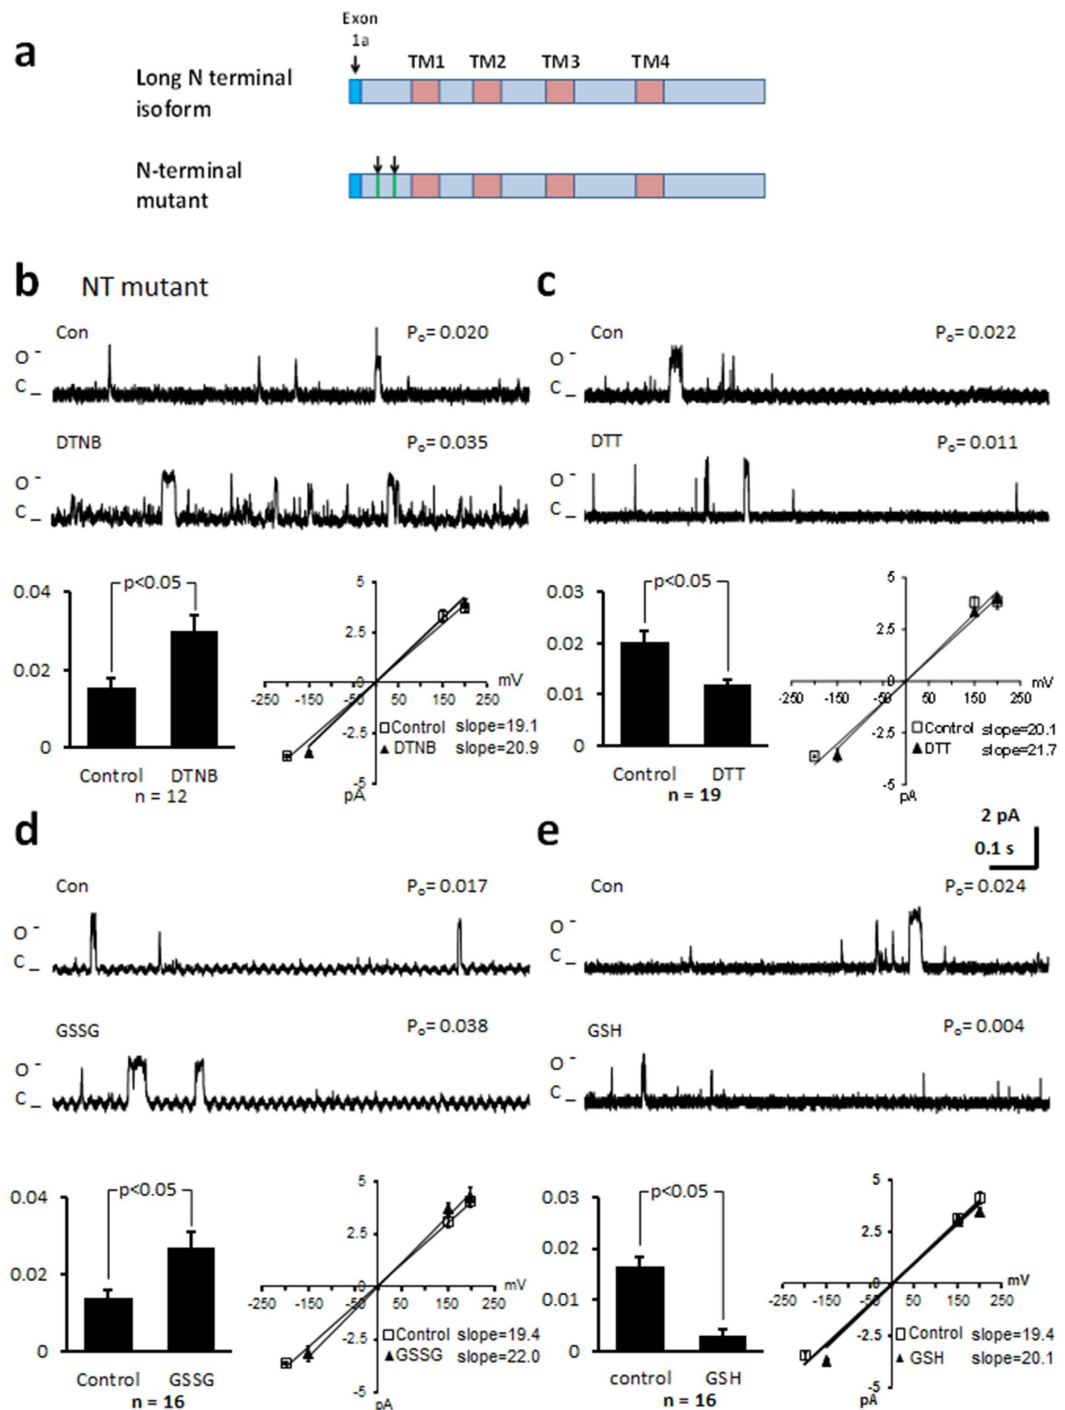 a
Exon
1a
TM1 TM2 TM3 TM4
Long N terminal
isoform
N-terminal
mutant
b NT mutant
Con Po= 0.020
O -
C _
DTNB Po= 0.035
O -
C _
0.04
0.02
0
p<0.05
Control DTNB
n = 12
5
2.5
0
-2.5
-5
-250 -150 -50 50 150 250
mV
pA
Control slope=19.1
DTNB slope=20.9
c
Con Po= 0.022
O -
C _
DTT Po= 0.011
O -
C _
0.03
0.02
0.01
0
p<0.05
Control DTT
n = 19
5
2.5
0
-2.5
-5
-250 -150 -50 50 150 250
mV
pA
Control slope=20.1
DTT slope=21.7
2 pA
0.1 s
d
Con Po= 0.017
O -
C _
GSSG Po= 0.038
O -
C _
0.04
0.02
0
p<0.05
Control GSSG
n = 16
5
2.5
0
-2.5
-5
-250 -150 -50 50 150 250
mV
pA
Control slope=19.4
GSSG slope=22.0
e
Con Po= 0.024
O -
C _
GSH Po= 0.004
O -
C _
0.03
0.02
0.01
0
p<0.05
control GSH
n = 16
5
2.5
0
-2.5
-5
-250 -150 -50 50 150 250
mV
pA
Control slope=19.4
GSH slope=20.1